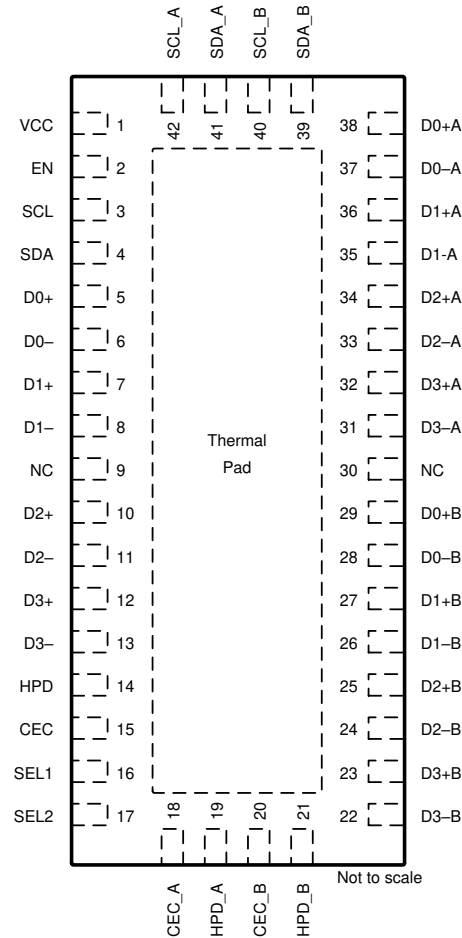 SCL_A SDA_A SCL_B SDA_B
42 41 40 39
VCC 1 38 D0+A
EN 2 37 D0–A
SCL 3 36 D1+A
SDA 4 35 D1-A
D0+ 5 34 D2+A
D0– 6 33 D2–A
D1+ 7 32 D3+A
D1– 8 31 D3–A
Thermal
Pad
NC 9 30 NC
D2+ 10 29 D0+B
D2– 11 28 D0–B
D3+ 12 27 D1+B
D3– 13 26 D1–B
HPD 14 25 D2+B
CEC 15 24 D2–B
SEL1 16 23 D3+B
SEL2 17 22 D3–B
18 19 20 21
CEC_A HPD_A CEC_B HPD_B
Not to scale